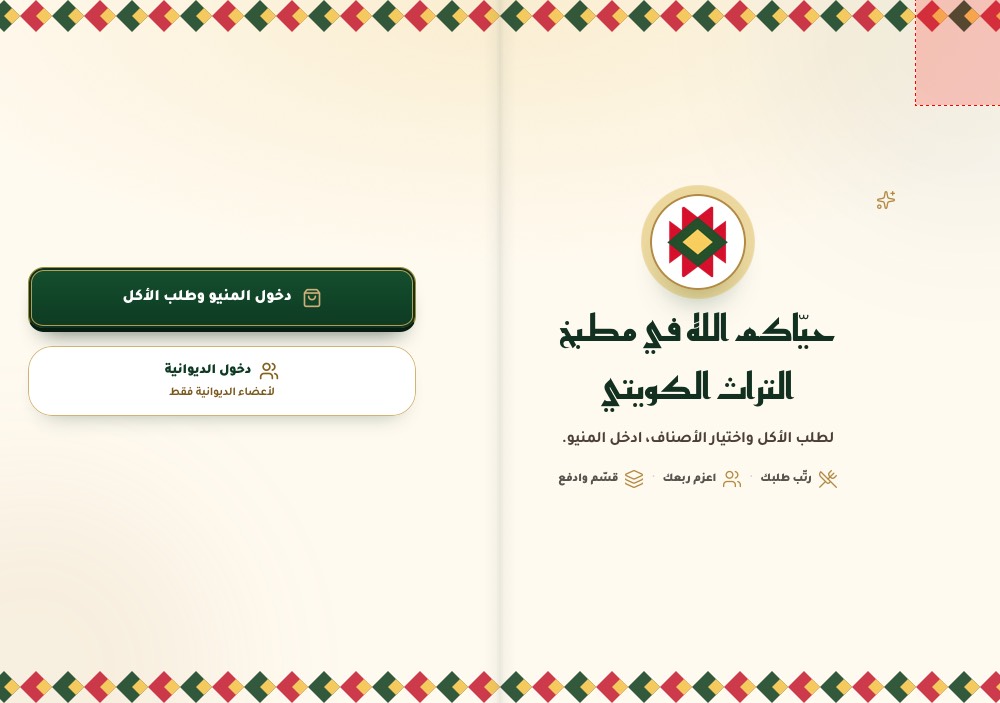 حيّاكم الله في مطبخ
التراث الكويتي
لطلب الأكل واختيار الأصناف، ادخل المنيو.
رتّب طلبك · اعزم ربعك · قسّم وادفع
دخول المنيو وطلب الأكل
دخول الديوانية
لأعضاء الديوانية فقط